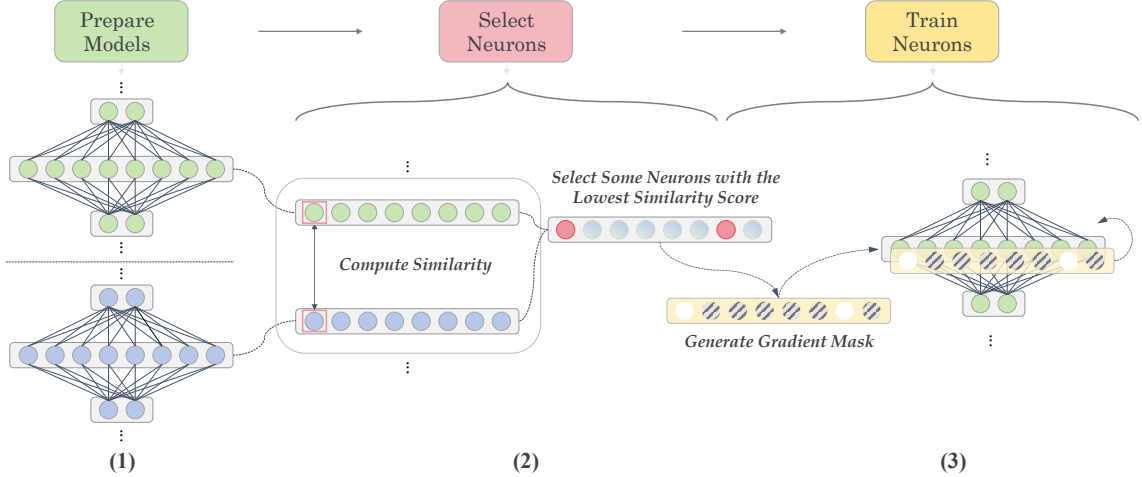 Prepare
Models
Select
Neurons
Train
Neurons
Select Some Neurons with the
Lowest Similarity Score
Compute Similarity
Generate Gradient Mask
(1)
(2)
(3)